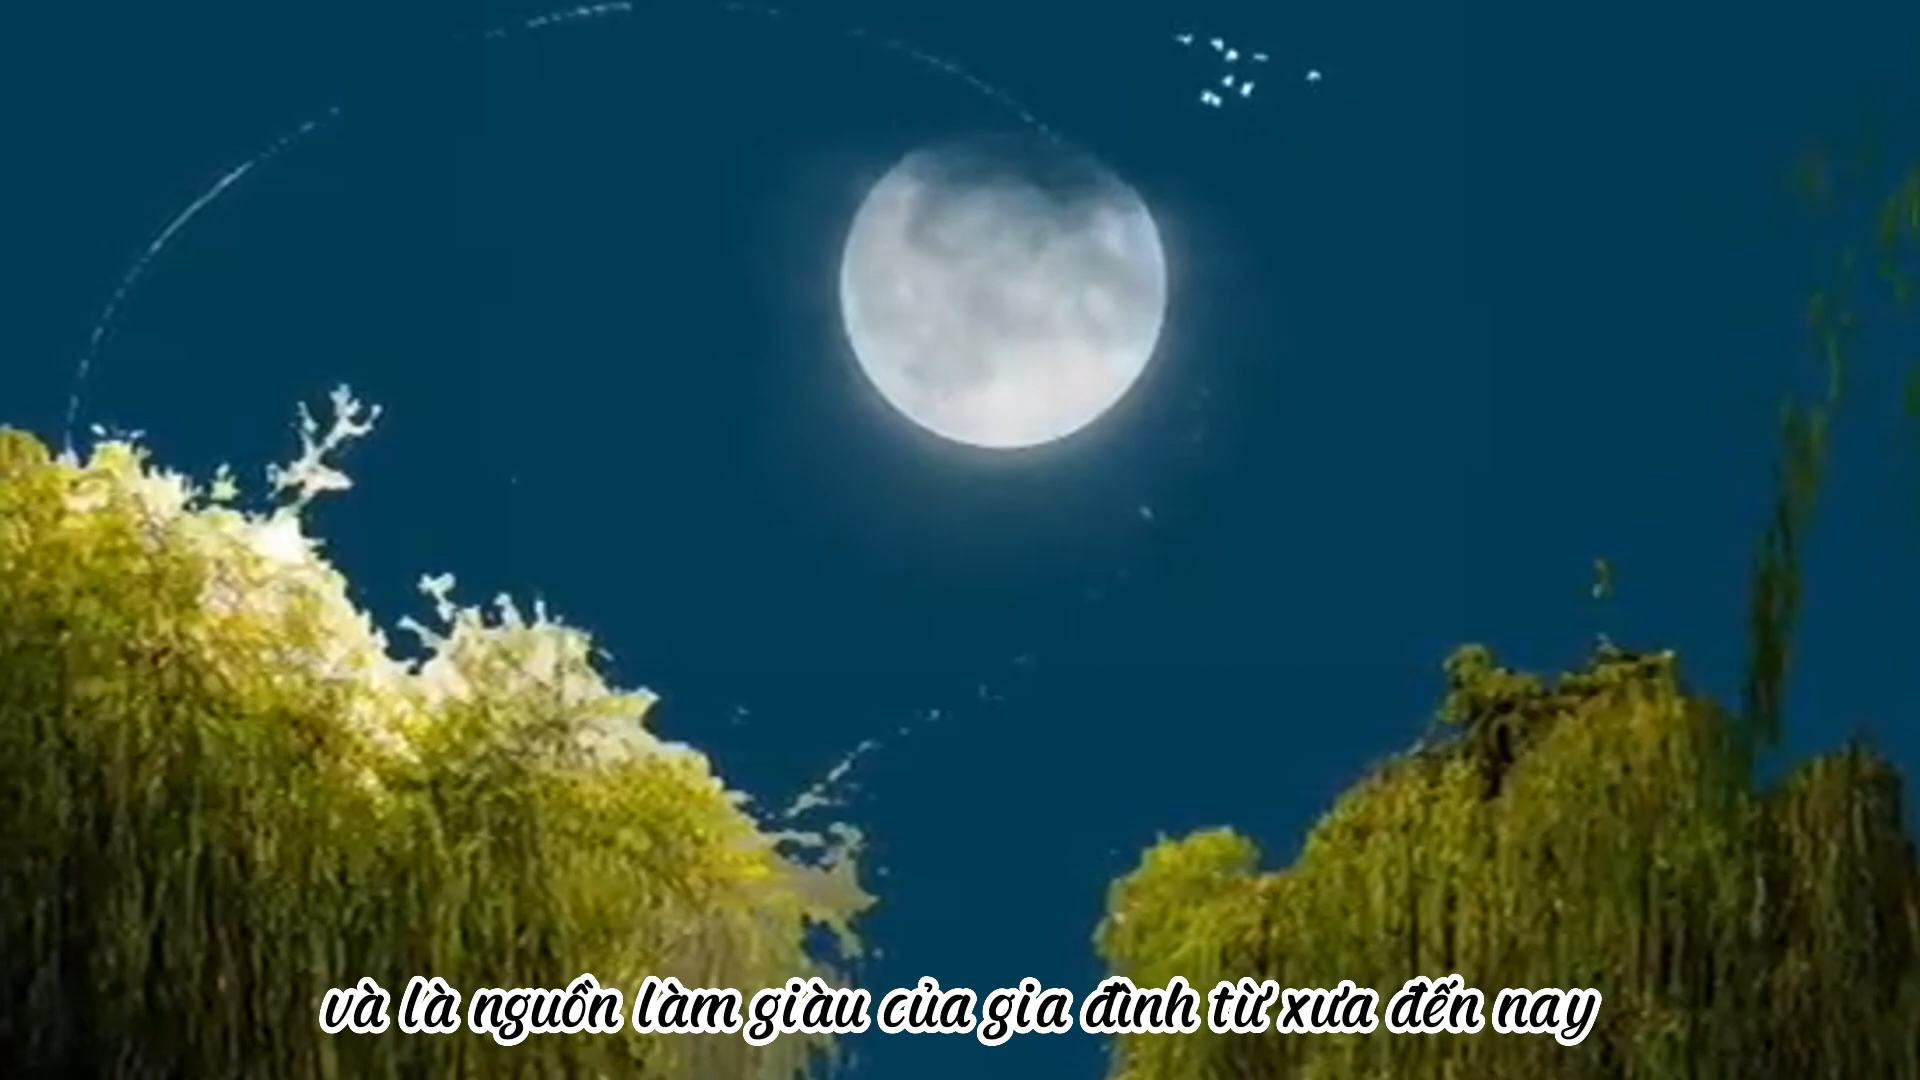 và là nguồn làm giàu của gia đình từ xưa đến nay